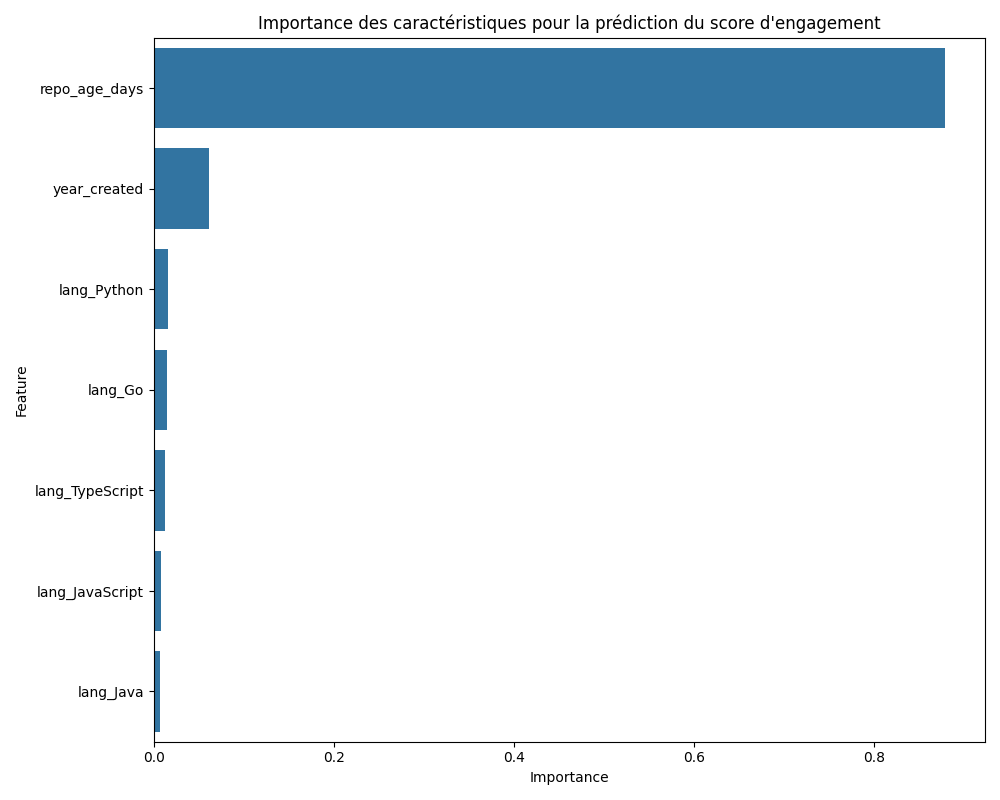 Importance des caractéristiques pour la prédiction du score d'engagement
repo_age_days
year_created
lang_Python
lang_Go
lang_TypeScript
lang_JavaScript
lang_Java
Feature
0.0 0.2 0.4 0.6 0.8
Importance